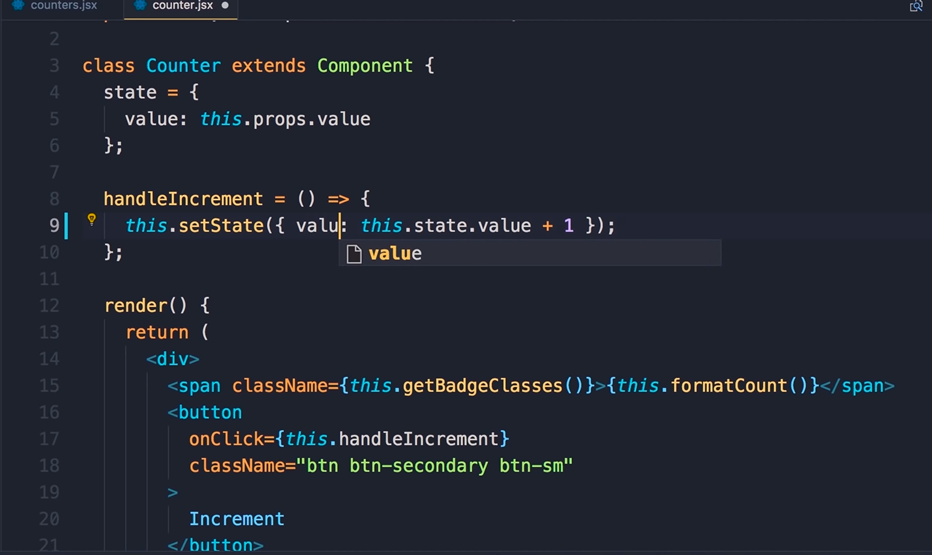 counters.jsx counter.jsx
2
3 class Counter extends Component {
4 state = {
5 value: this.props.value
6 };
7
8 handleIncrement = () => {
9 this.setState({ valu: this.state.value + 1 });
value
10 };
11
12 render() {
13 return (
14 <div>
15 <span className={this.getBadgeClasses()}>{this.formatCount()}</span>
16 <button
17 onClick={this.handleIncrement}
18 className="btn btn-secondary btn-sm"
19 >
20 Increment
21 </button>